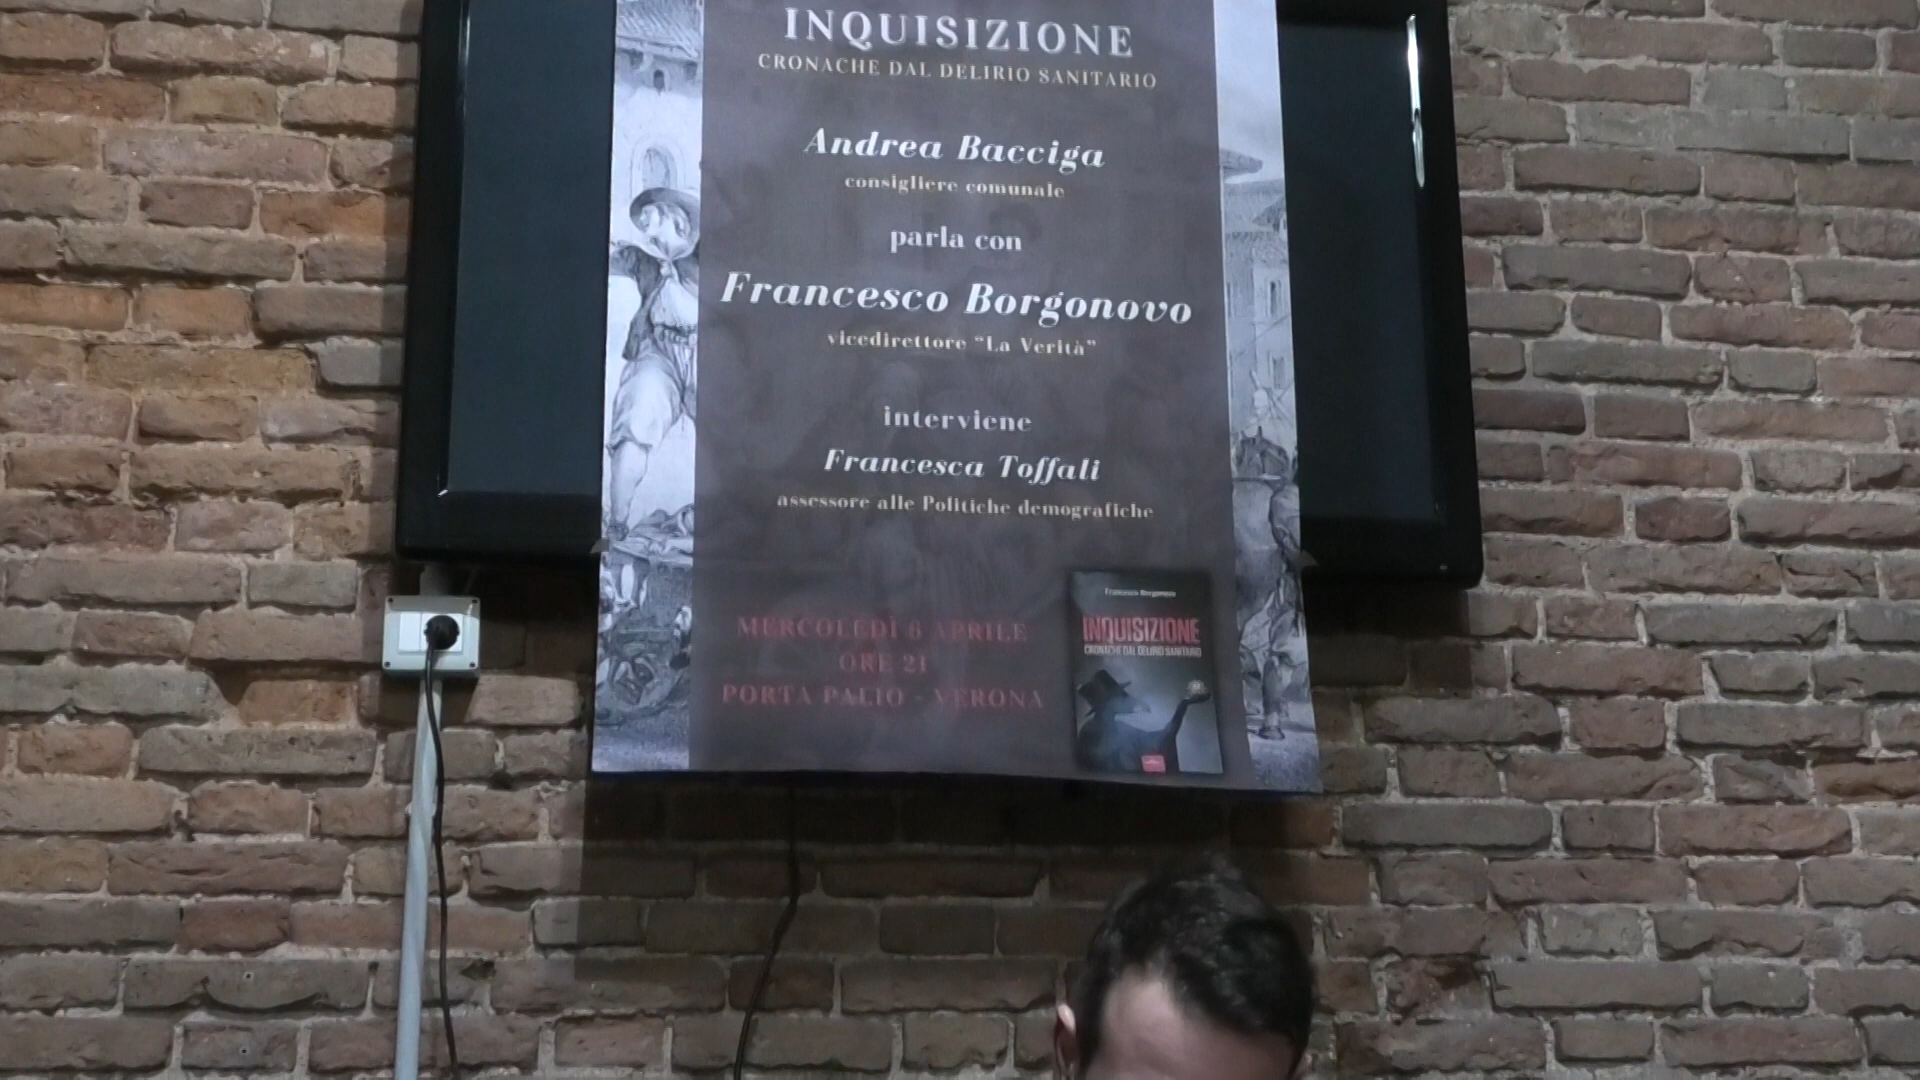 INQUISIZIONE
CRONACHE DAL DELIRIO SANITARIO
Andrea Bacciga
consigliere comunale
parla con
Francesco Borgonovo
vicedirettore “La Verità”
interviene
Francesca Toffali
assessore alle Politiche demografiche
MERCOLEDÌ 6 APRILE
ORE 21
PORTA PALIO - VERONA
Francesco Borgonovo
INQUISIZIONE
CRONACHE DAL DELIRIO SANITARIO